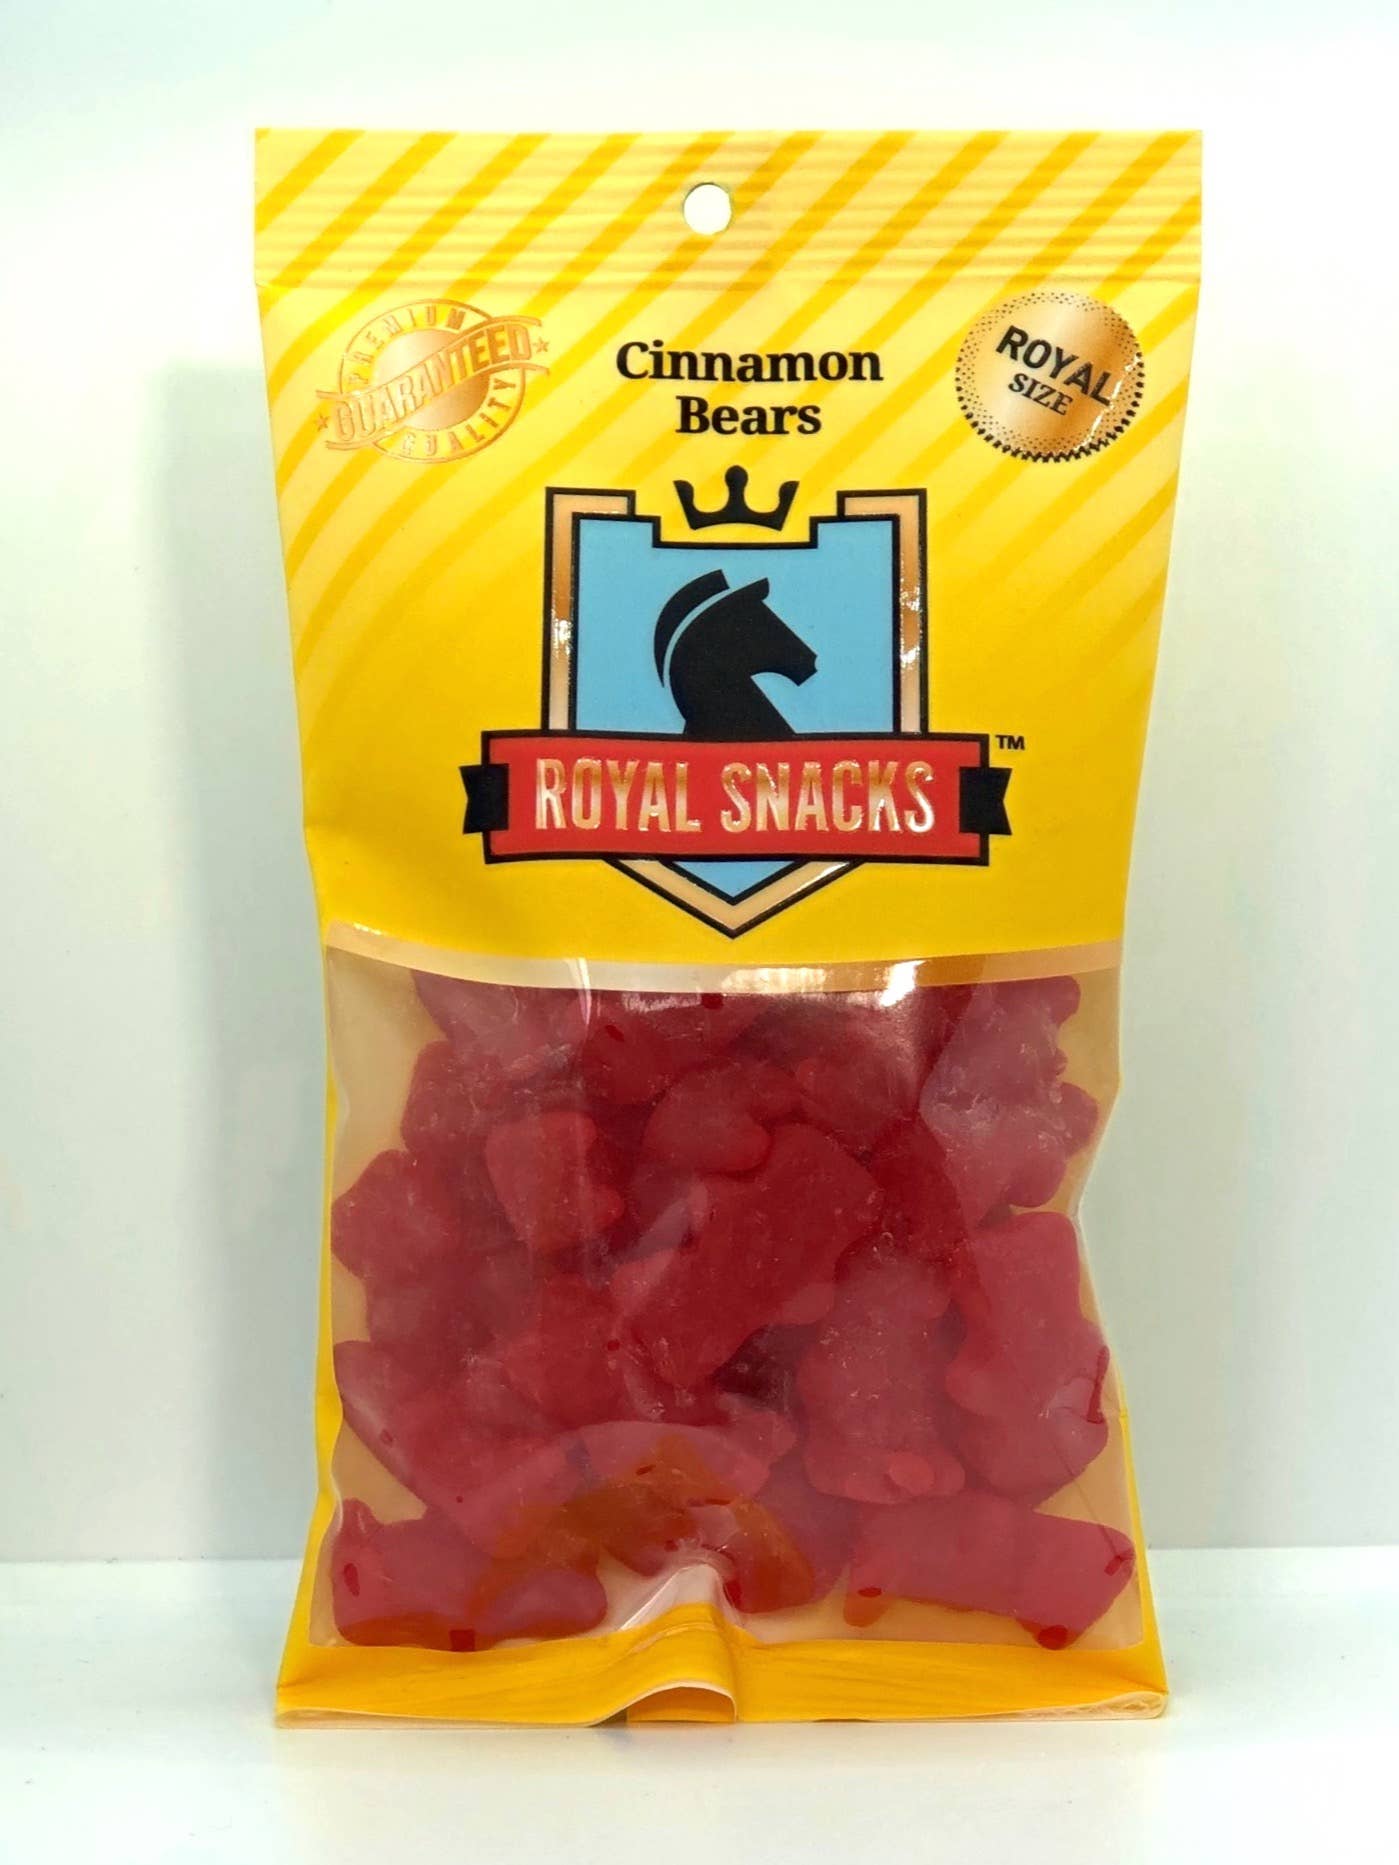 PREMIUM
GUARANTEED
QUALITY
Cinnamon
Bears
ROYAL
SIZE
ROYAL SNACKS
TM